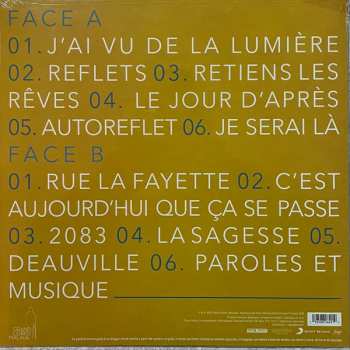 FACE A
01. J'AI VU DE LA LUMIÈRE
02. REFLETS 03. RETIENS LES
RÊVES 04. LE JOUR D'APRÈS
05. AUTOREFLET 06. JE SERAI LÀ
FACE B
01. RUE LA FAYETTE 02. C'EST
AUJOURD'HUI QUE ÇA SE PASSE
03. 2083 04. LA SAGESSE 05.
DEAUVILLE 06. PAROLES ET
MUSIQUE